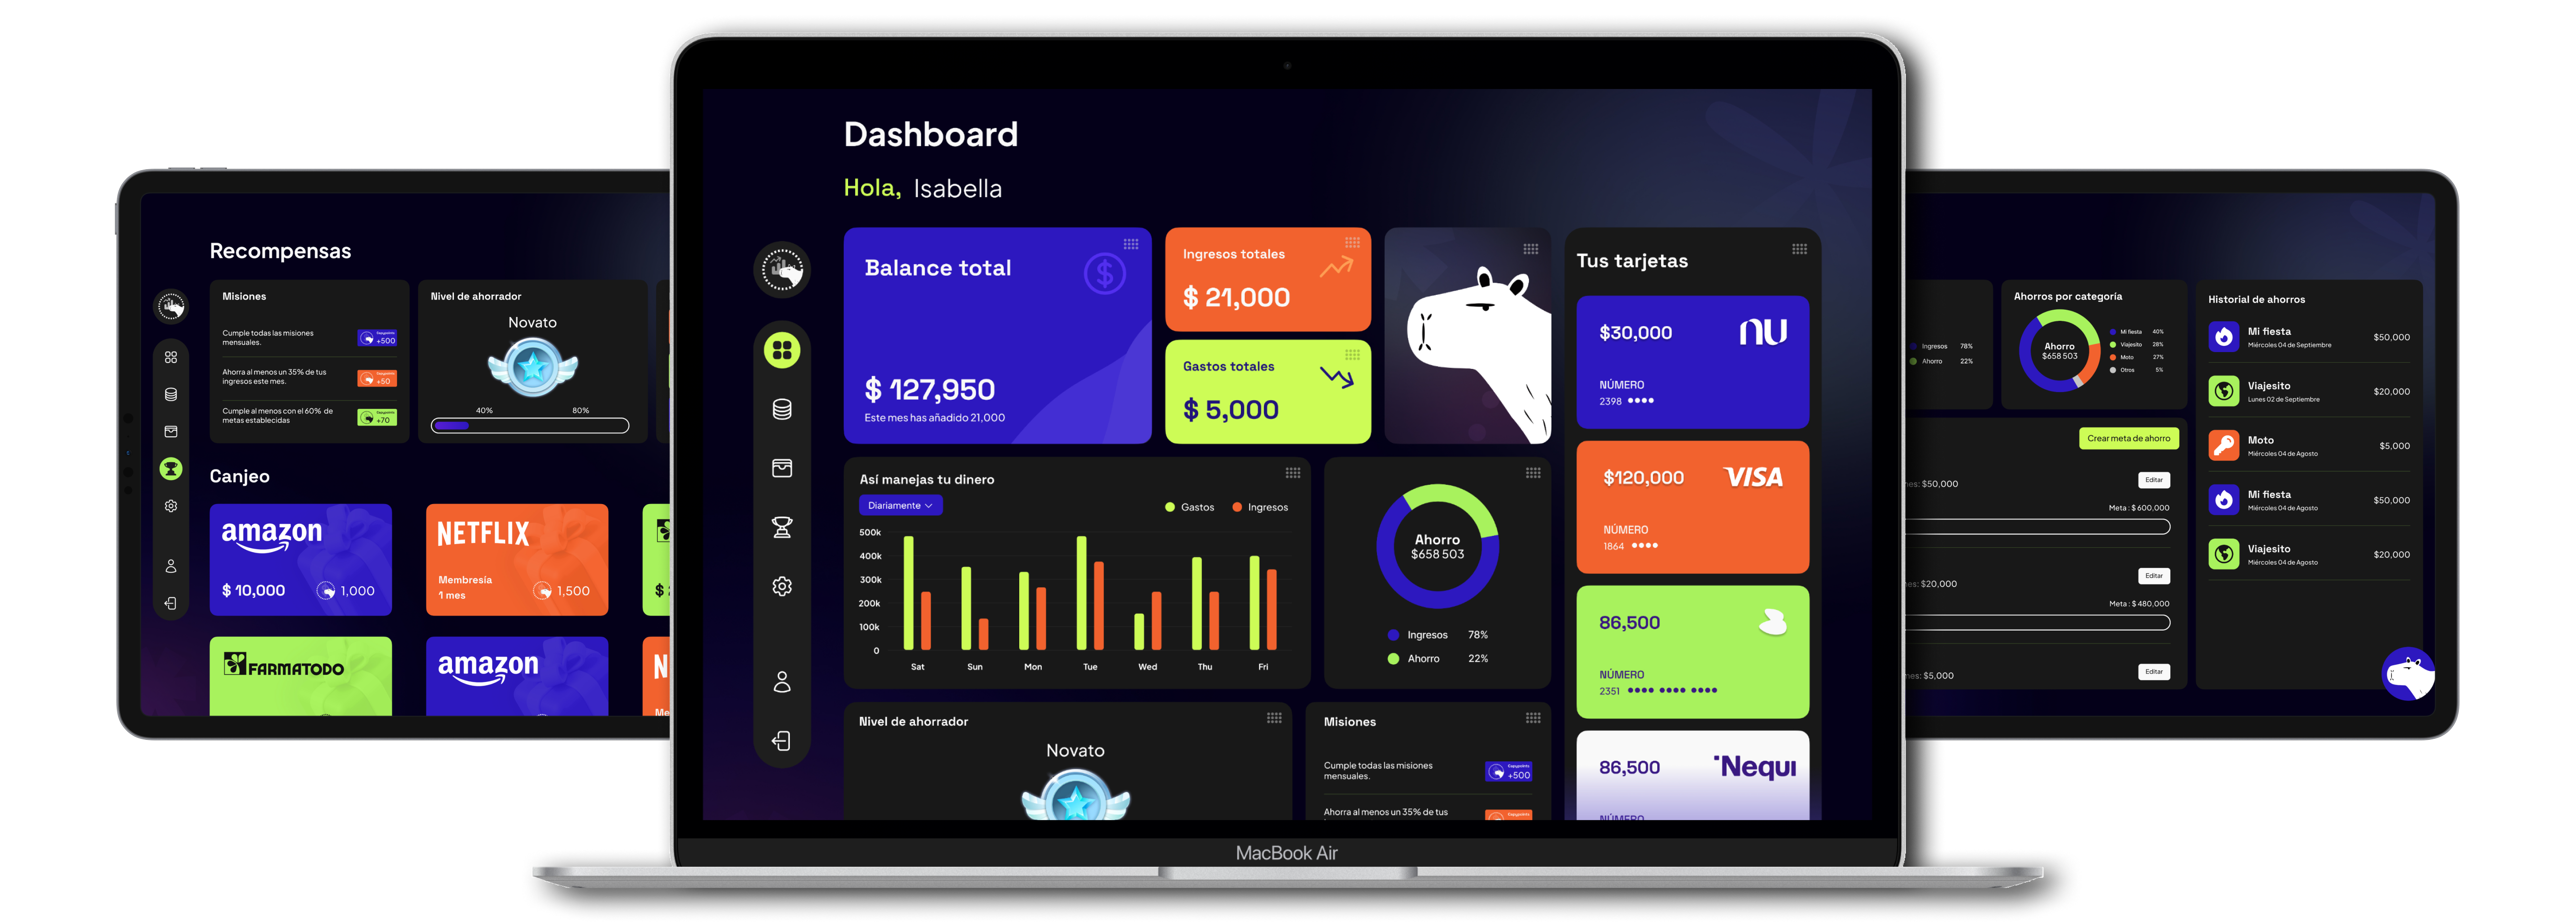 Recompensas
Misiones
Cumple todas las misiones
mensuales.
+500
Ahorra al menos un 35% de tus
ingresos este mes.
+50
Cumple al menos con el 60% de
metas establecidas
+70
Nivel de ahorrador
Novato
40%
80%
Canjeo
amazon
$ 10,000
1,000
NETFLIX
Membresía
1 mes
1,500
$
FARMATODO
amazon
N
Me
Dashboard
Hola, Isabella
Balance total
$ 127,950
Este mes has añadido 21,000
Ingresos totales
$ 21,000
Gastos totales
$ 5,000
Así manejas tu dinero
Diariamente
Gastos
Ingresos
500k
400k
300k
200k
100k
0
Sat
Sun
Mon
Tue
Wed
Thu
Fri
Ahorro
$658 503
Ingresos 78%
Ahorro 22%
Nivel de ahorrador
Novato
Misiones
Cumple todas las misiones
mensuales.
+500
Ahorra al menos un 35% de tus
Tus tarjetas
$30,000
nu
NÚMERO
2398 ••••
$120,000
VISA
NÚMERO
1864 ••••
86,500
NÚMERO
2351 •••• •••• ••••
86,500
Nequi
NÚMERO
MacBook Air
Ingresos 78%
Ahorro 22%
Ahorros por categoría
Ahorro
$658 503
Mi fiesta 40%
Viajesito 28%
Moto 27%
Otros 5%
Crear meta de ahorro
$50,000
Editar
Meta : $ 600,000
$20,000
Editar
Meta : $ 480,000
$5,000
Editar
Historial de ahorros
Mi fiesta
Miércoles 04 de Septiembre
$50,000
Viajesito
Lunes 02 de Septiembre
$20,000
Moto
Miércoles 04 de Agosto
$5,000
Mi fiesta
Miércoles 04 de Agosto
$50,000
Viajesito
Miércoles 04 de Agosto
$20,000